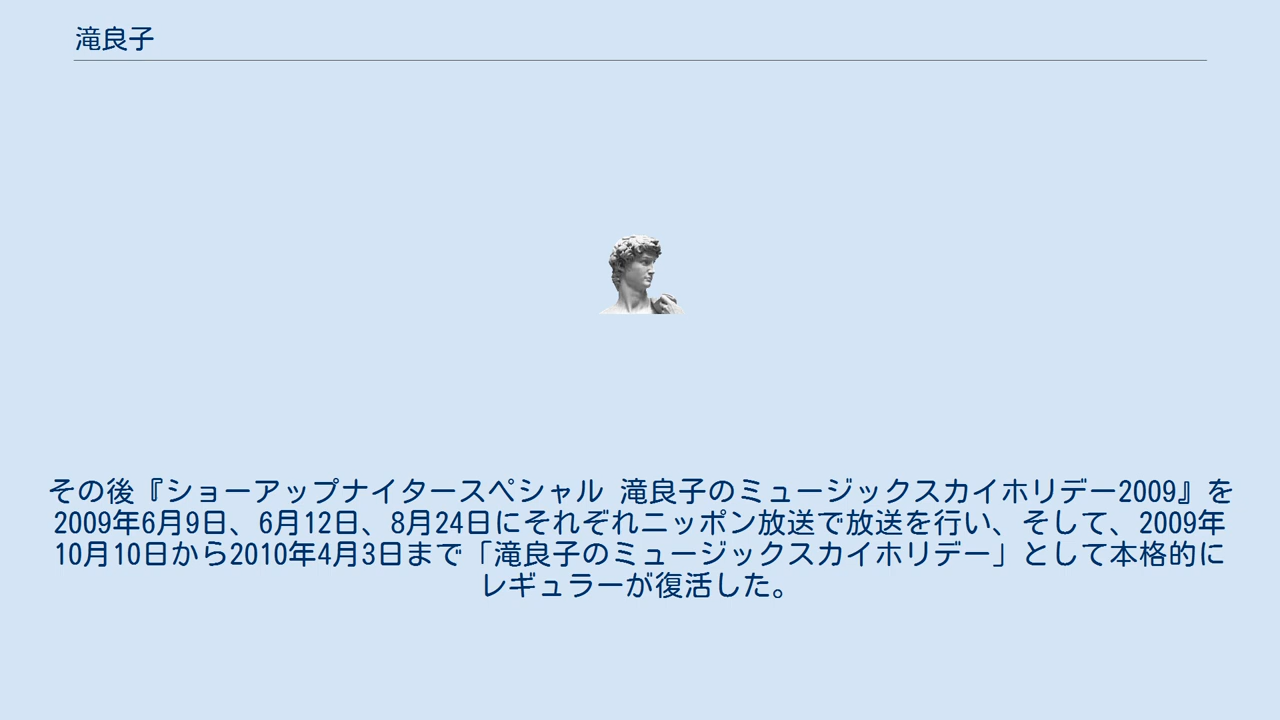 滝良子
その後『ショーアップナイタースペシャル 滝良子のミュージックスカイホリデー2009』を
2009年6月9日、6月12日、8月24日にそれぞれニッポン放送で放送を行い、そして、2009年
10月10日から2010年4月3日まで「滝良子のミュージックスカイホリデー」として本格的に
レギュラーが復活した。